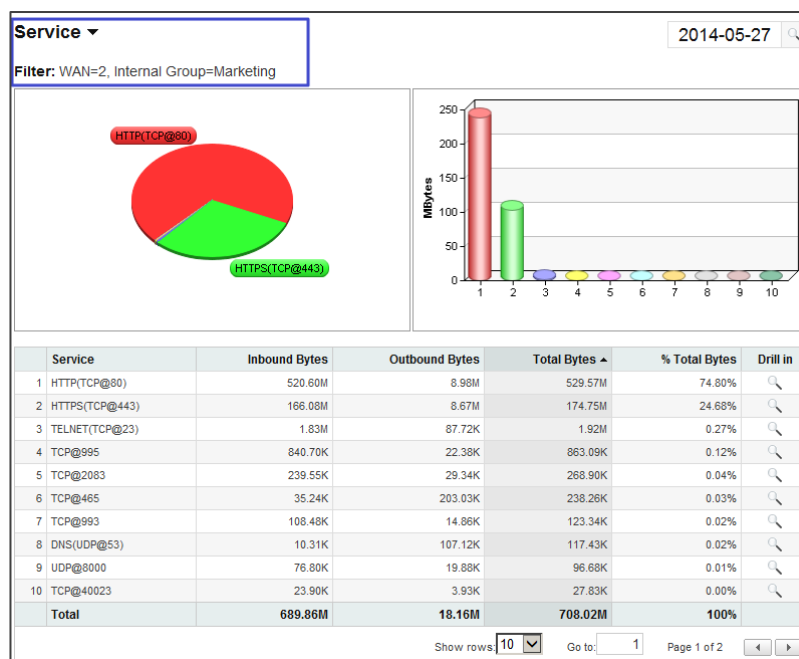 Service
2014-05-27
Filter: WAN=2, Internal Group=Marketing
HTTP(TCP@80)
HTTPS(TCP@443)
MBytes
250
200
150
100
50
0
1 2 3 4 5 6 7 8 9 10
Service Inbound Bytes Outbound Bytes Total Bytes % Total Bytes Drill in
1 HTTP(TCP@80) 520.60M 8.98M 529.57M 74.80%
2 HTTPS(TCP@443) 166.08M 8.67M 174.75M 24.68%
3 TELNET(TCP@23) 1.83M 87.72K 1.92M 0.27%
4 TCP@995 840.70K 22.38K 863.09K 0.12%
5 TCP@2083 239.55K 29.34K 268.90K 0.04%
6 TCP@465 35.24K 203.03K 238.26K 0.03%
7 TCP@993 108.48K 14.86K 123.34K 0.02%
8 DNS(UDP@53) 10.31K 107.12K 117.43K 0.02%
9 UDP@8000 76.80K 19.88K 96.68K 0.01%
10 TCP@40023 23.90K 3.93K 27.83K 0.00%
Total 689.86M 18.16M 708.02M 100%
Show rows: 10 Go to: 1 Page 1 of 2